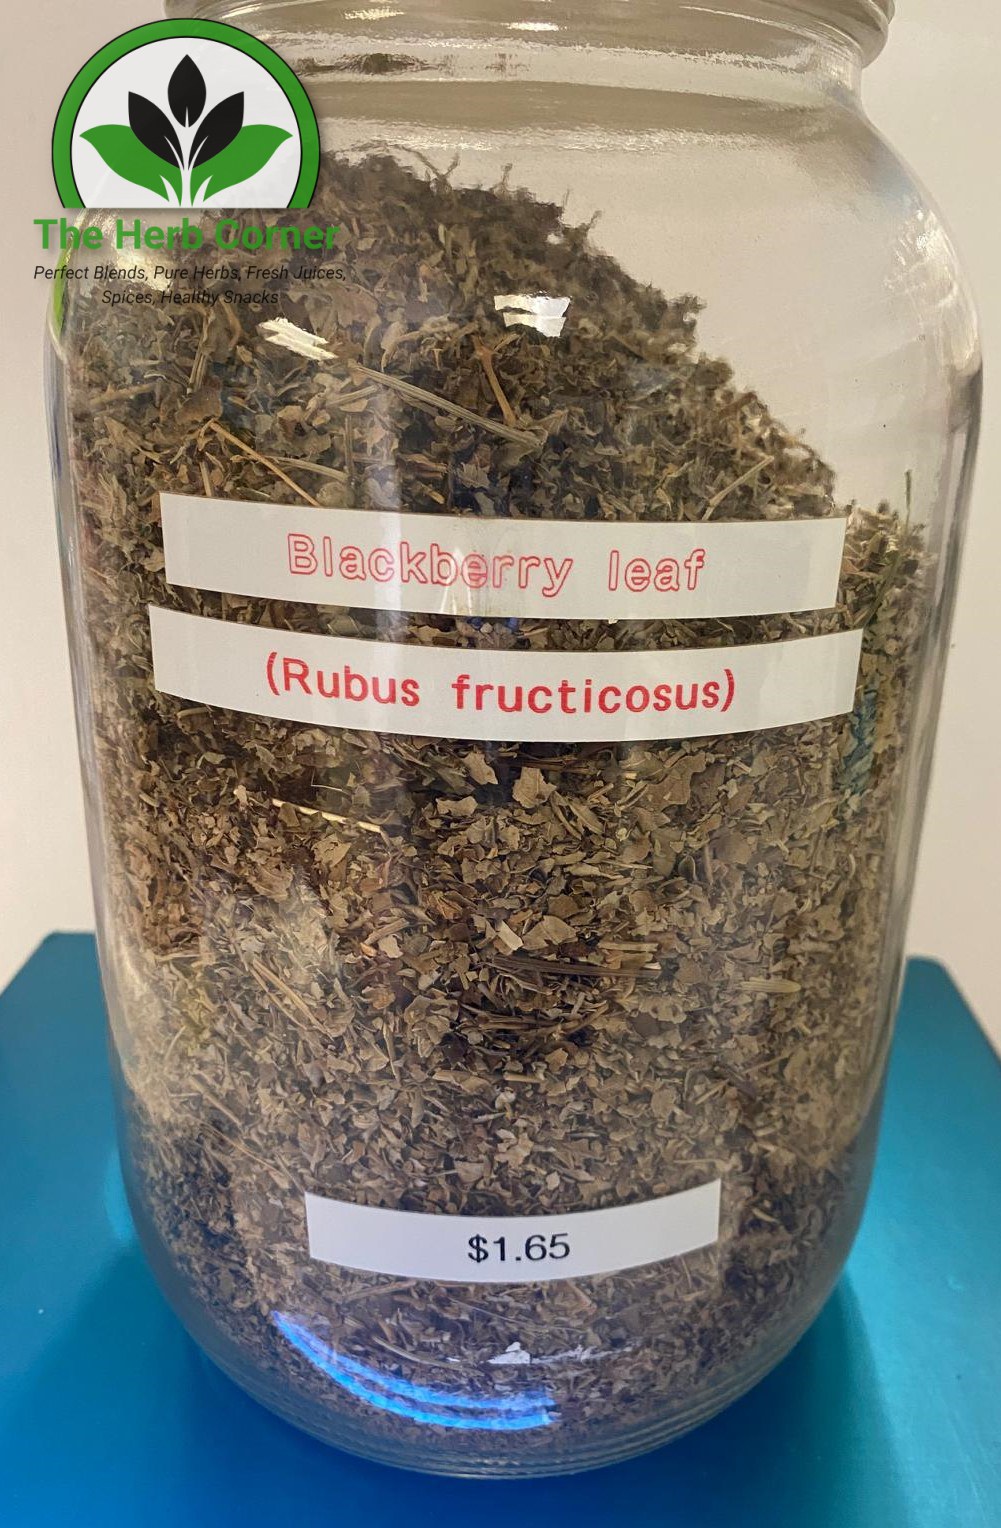 The Herb Corner
Perfect Blends, Pure Herbs, Fresh Juices,
Spices, Healthy Snacks
Blackberry leaf
(Rubus fructicosus)
$1.65